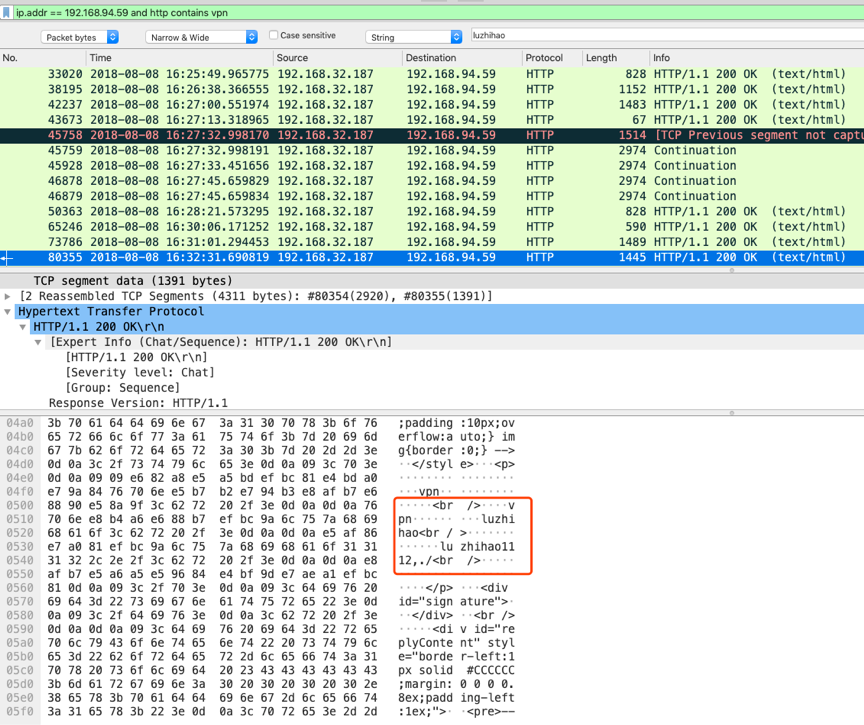 ip.addr == 192.168.94.59 and http contains vpn
Packet bytes Narrow & Wide Case sensitive String luzhihao
No. Time Source Destination Protocol Length Info
33020 2018-08-08 16:25:49.965775 192.168.32.187 192.168.94.59 HTTP 828 HTTP/1.1 200 OK (text/html)
38195 2018-08-08 16:26:38.366555 192.168.32.187 192.168.94.59 HTTP 1152 HTTP/1.1 200 OK (text/html)
42237 2018-08-08 16:27:00.551974 192.168.32.187 192.168.94.59 HTTP 1483 HTTP/1.1 200 OK (text/html)
43673 2018-08-08 16:27:13.318965 192.168.32.187 192.168.94.59 HTTP 67 HTTP/1.1 200 OK (text/html)
45758 2018-08-08 16:27:32.998170 192.168.32.187 192.168.94.59 HTTP 1514 [TCP Previous segment not captu
45759 2018-08-08 16:27:32.998191 192.168.32.187 192.168.94.59 HTTP 2974 Continuation
45928 2018-08-08 16:27:33.451656 192.168.32.187 192.168.94.59 HTTP 2974 Continuation
46878 2018-08-08 16:27:45.659829 192.168.32.187 192.168.94.59 HTTP 2974 Continuation
46879 2018-08-08 16:27:45.659834 192.168.32.187 192.168.94.59 HTTP 2974 Continuation
50363 2018-08-08 16:28:21.573295 192.168.32.187 192.168.94.59 HTTP 828 HTTP/1.1 200 OK (text/html)
65246 2018-08-08 16:30:06.171252 192.168.32.187 192.168.94.59 HTTP 590 HTTP/1.1 200 OK (text/html)
73786 2018-08-08 16:31:01.294453 192.168.32.187 192.168.94.59 HTTP 1489 HTTP/1.1 200 OK (text/html)
80355 2018-08-08 16:32:31.690819 192.168.32.187 192.168.94.59 HTTP 1445 HTTP/1.1 200 OK (text/html)
TCP segment data (1391 bytes)
[2 Reassembled TCP Segments (4311 bytes): #80354(2920), #80355(1391)]
Hypertext Transfer Protocol
HTTP/1.1 200 OK\r\n
[Expert Info (Chat/Sequence): HTTP/1.1 200 OK\r\n]
[HTTP/1.1 200 OK\r\n]
[Severity level: Chat]
[Group: Sequence]
Response Version: HTTP/1.1
04a0 3b 70 61 64 64 69 6e 67 3a 31 30 70 78 3b 6f 76 ;padding :10px;ov
04b0 65 72 66 6c 6f 77 3a 61 75 74 6f 3b 7d 20 69 6d erflow:a uto;} im
04c0 67 7b 62 6f 72 64 65 72 3a 30 3b 7d 20 2d 2d 3e g{border :0;} -->
04d0 0d 0a 3c 2f 73 74 79 6c 65 3e 0d 0a 09 3c 70 3e ··</styl e>···<p>
04e0 0d 0a 09 09 e6 82 a8 e5 a5 bd ef bc 81 e4 bd a0 ········ ········
04f0 e7 9a 84 76 70 6e e5 b7 b2 e7 94 b3 e8 af b7 e6 ···vpn·· ········
0500 88 90 e5 8a 9f 3c 62 72 20 2f 3e 0d 0a 0d 0a 76 ·····<br />····v
0510 70 6e e8 b4 a6 e6 88 b7 ef bc 9a 6c 75 7a 68 69 pn······ ···luzhi
0520 68 61 6f 3c 62 72 20 2f 3e 0d 0d 0a 0a e5 af 86 hao<br / >·······
0530 e7 a0 81 ef bc 9a 6c 75 7a 68 69 68 61 6f 31 31 ······lu zhihao11
0540 31 32 2c 2e 2f 3c 62 72 20 2f 3e 0d 0a 0d 0a e8 12,./<br />·····
0550 af b7 e5 a6 a5 e5 96 84 e4 bf 9d e7 ae a1 ef bc ········ ········
0560 81 0d 0a 09 3c 2f 70 3e 0d 0a 09 3c 64 69 76 20 ····</p> ···<div
0570 69 64 3d 22 73 69 67 6e 61 74 75 72 65 22 3e 0d id="sign ature">·
0580 0a 09 3c 2f 64 69 76 3e 0d 0a 3c 62 72 20 2f 3e ··</div> ··<br />
0590 0d 0a 0d 0a 09 3c 64 69 76 20 69 64 3d 22 72 65 ·····<di v id="re
05a0 70 6c 79 43 6f 6e 74 65 6e 74 22 20 73 74 79 6c plyConte nt" styl
05b0 65 3d 22 62 6f 72 64 65 72 2d 6c 65 66 74 3a 31 e="borde r-left:1
05c0 70 78 20 73 6f 6c 69 64 20 23 43 43 43 43 43 43 px solid #CCCCCC
05d0 3b 6d 61 72 67 69 6e 3a 30 20 30 20 30 20 30 2e ;margin: 0 0 0 0.
05e0 38 65 78 3b 70 61 64 64 69 6e 67 2d 6c 65 66 74 8ex;padd ing-left
05f0 3a 31 65 78 3b 22 3e 0d 0a 3c 70 72 65 3e 2d 2d :1ex;">· ·<pre>--